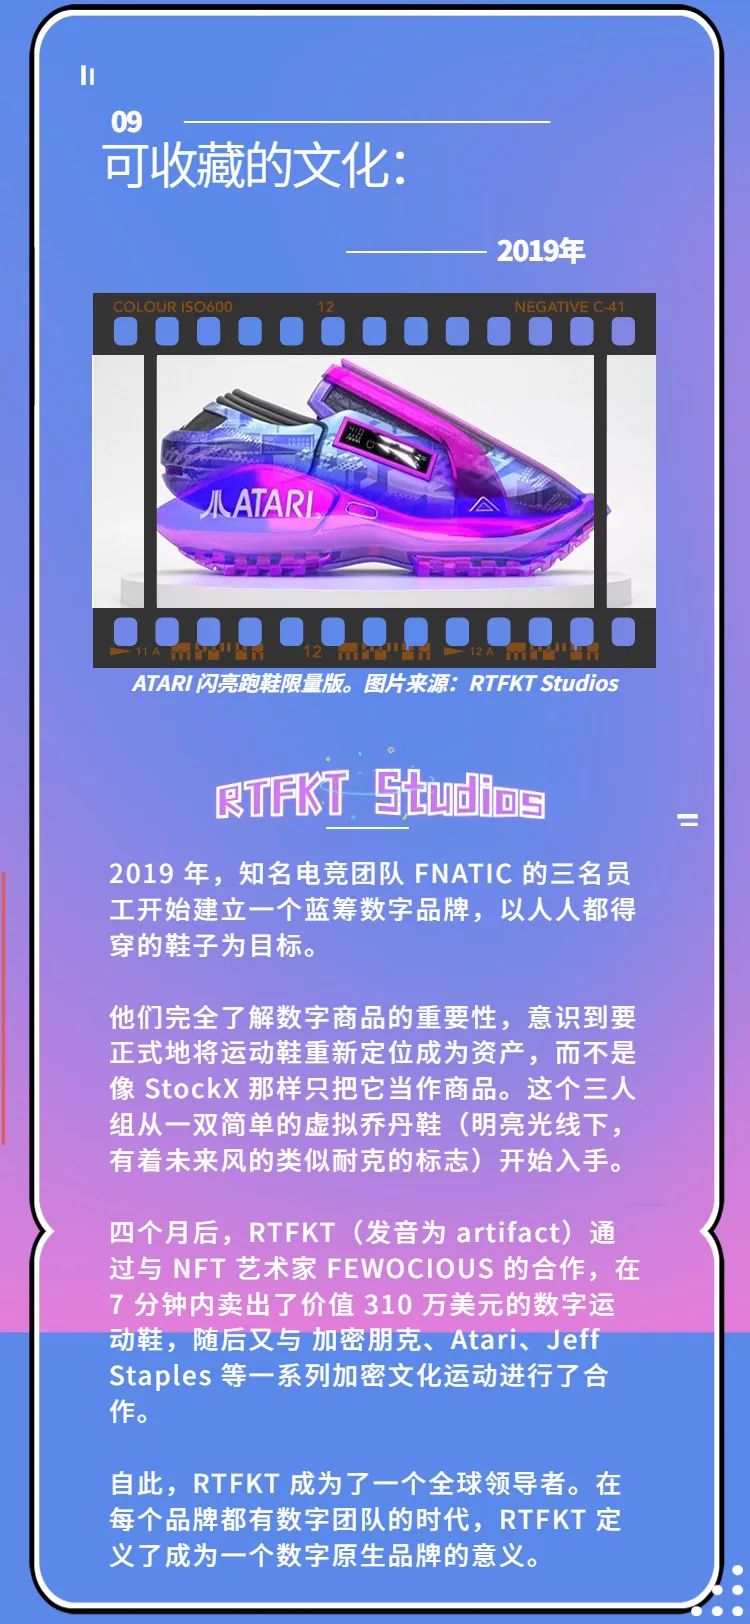 09
可收藏的文化：
2019年
COLOUR ISO600 12 NEGATIVE C-41
ATARI
11 A 12 12 A
ATARI 闪亮跑鞋限量版。图片来源：RTFKT Studios
RTFKT Studios
2019 年，知名电竞团队 FNATIC 的三名员
工开始建立一个蓝筹数字品牌，以人人都得
穿的鞋子为目标。
他们完全了解数字商品的重要性，意识到要
正式地将运动鞋重新定位成为资产，而不是
像 StockX 那样只把它当作商品。这个三人
组从一双简单的虚拟乔丹鞋（明亮光线下，
有着未来风的类似耐克的标志）开始入手。
四个月后，RTFKT（发音为 artifact）通
过与 NFT 艺术家 FEWOCIOUS 的合作，在
7 分钟内卖出了价值 310 万美元的数字运
动鞋，随后又与 加密朋克、Atari、Jeff
Staples 等一系列加密文化运动进行了合
作。
自此，RTFKT 成为了一个全球领导者。在
每个品牌都有数字团队的时代，RTFKT 定
义了成为一个数字原生品牌的意义。